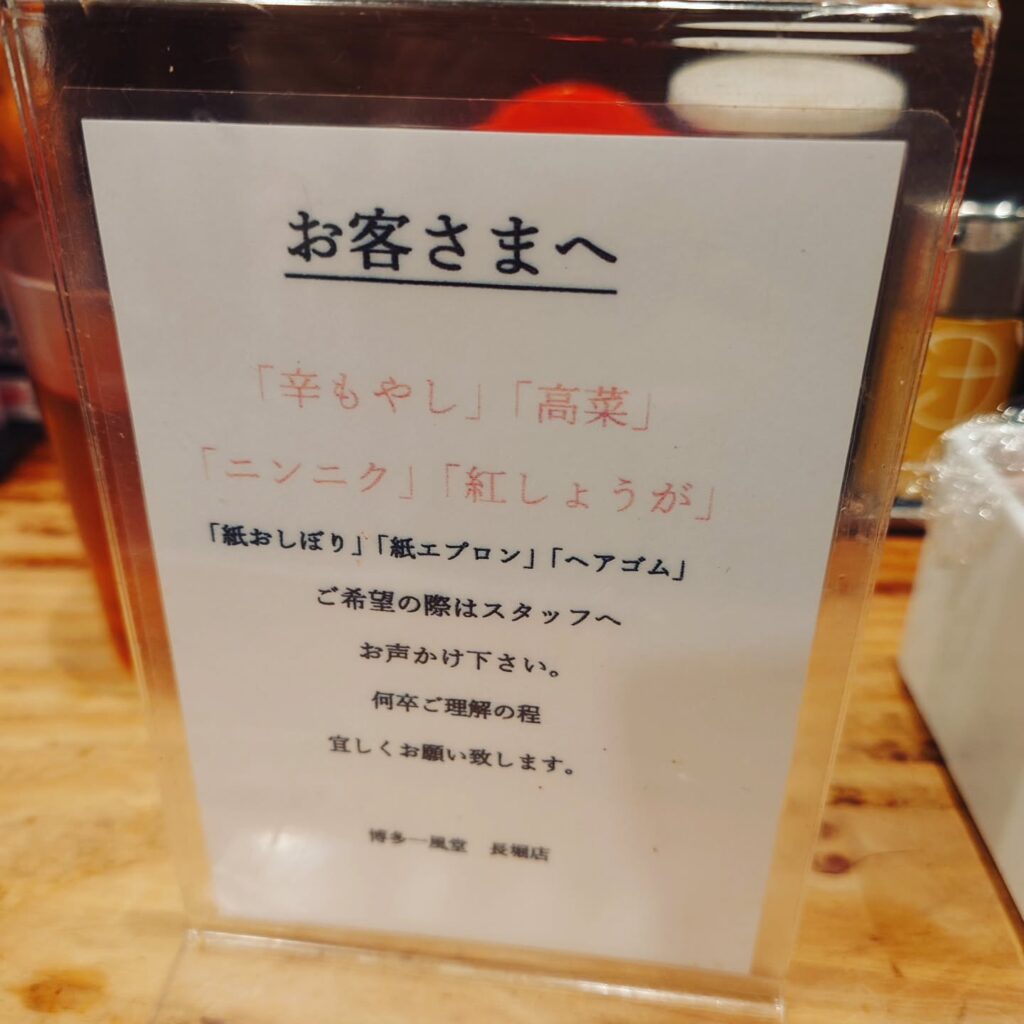 お客さまへ
「辛もやし」「高菜」
「ニンニク」「紅しょうが」
「紙おしぼり」「紙エプロン」「ヘアゴム」
ご希望の際はスタッフへ
お声かけ下さい。
何卒ご理解の程
宜しくお願い致します。
博多一風堂 長堀店